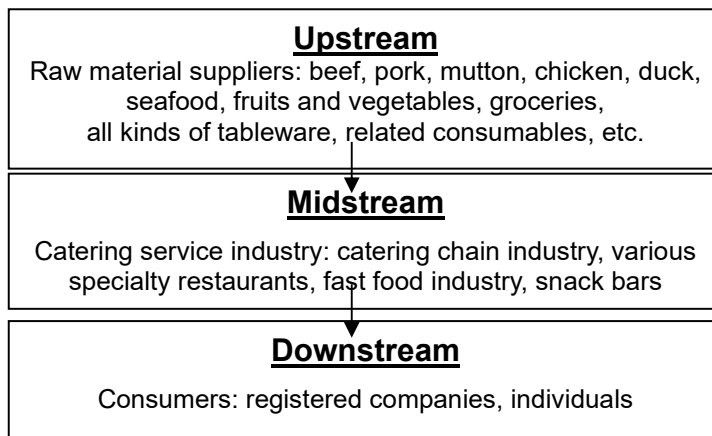 Upstream
Raw material suppliers: beef, pork, mutton, chicken, duck,
seafood, fruits and vegetables, groceries,
all kinds of tableware, related consumables, etc.
Midstream
Catering service industry: catering chain industry, various
specialty restaurants, fast food industry, snack bars
Downstream
Consumers: registered companies, individuals